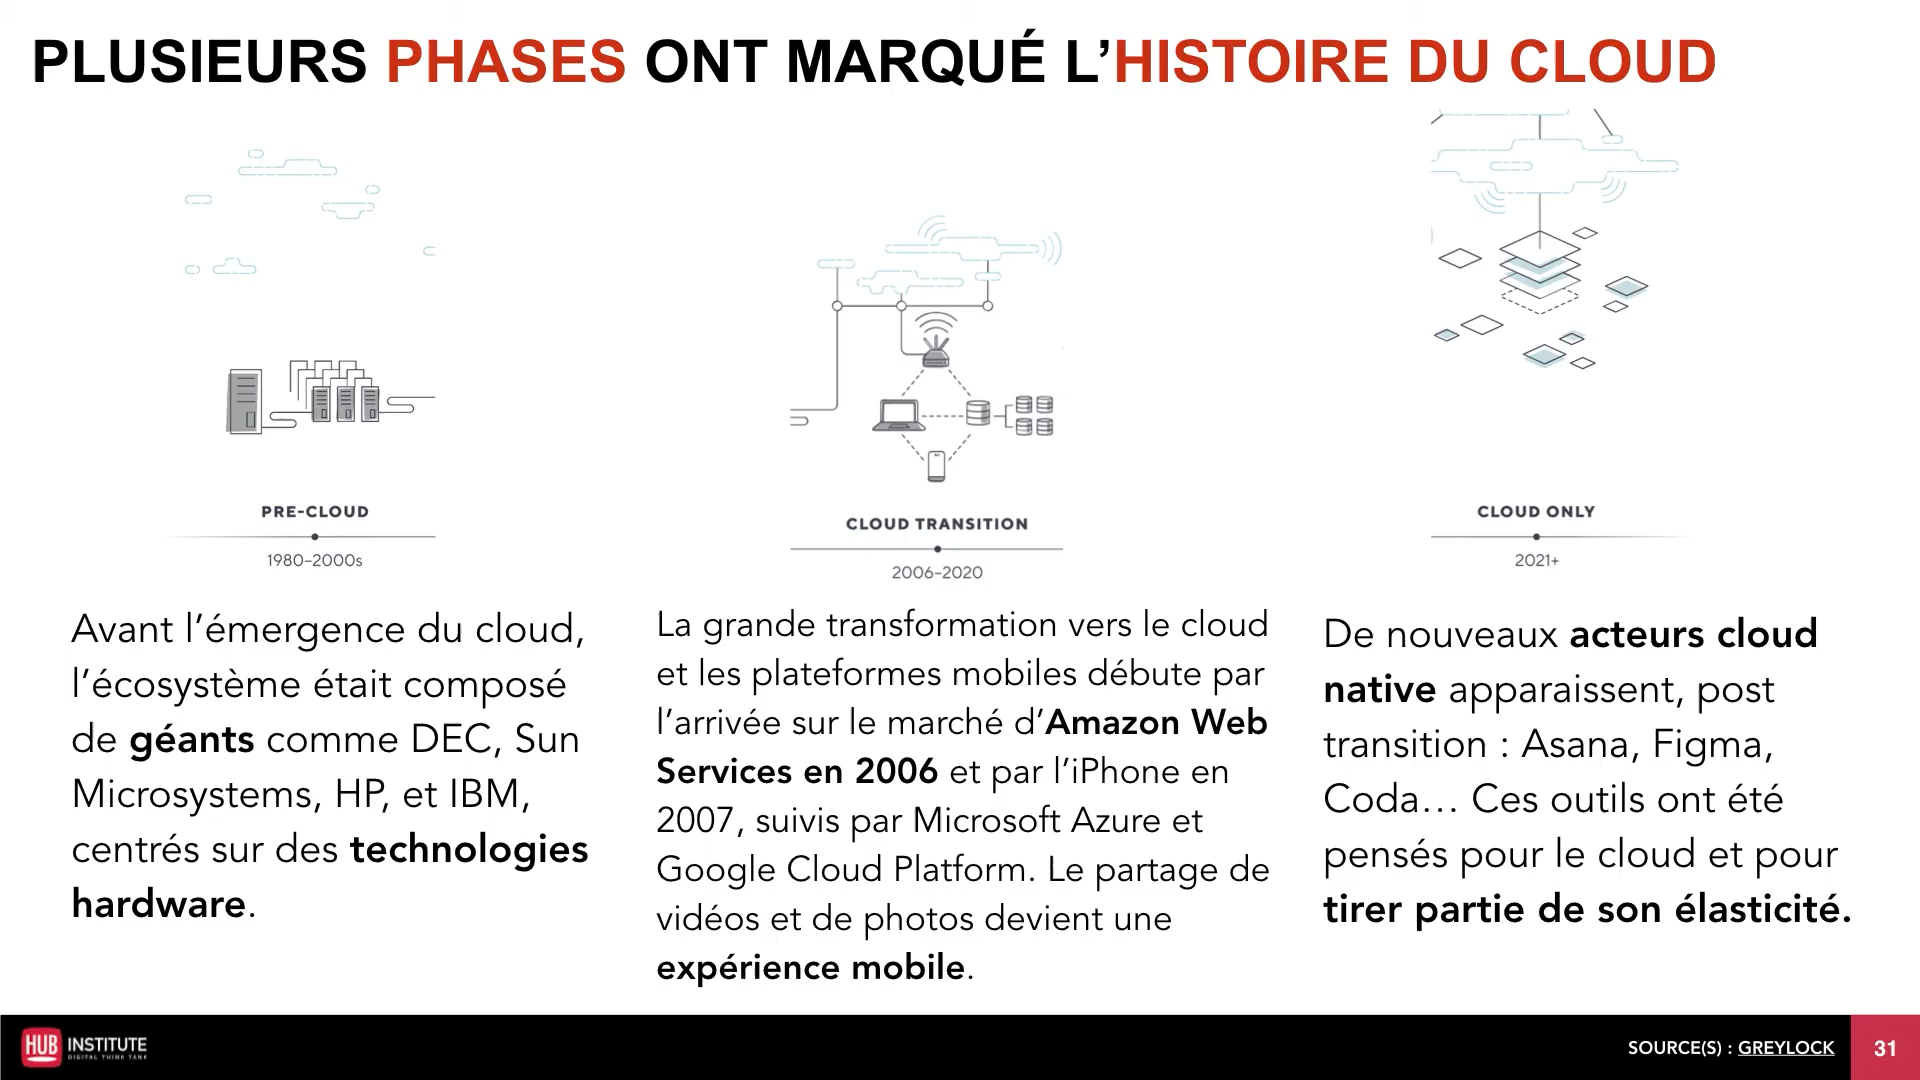 PLUSIEURS PHASES ONT MARQUÉ L’HISTOIRE DU CLOUD
PRE-CLOUD
1980–2000s
Avant l’émergence du cloud,
l’écosystème était composé
de géants comme DEC, Sun
Microsystems, HP, et IBM,
centrés sur des technologies
hardware.
CLOUD TRANSITION
2006–2020
La grande transformation vers le cloud
et les plateformes mobiles débute par
l’arrivée sur le marché d’Amazon Web
Services en 2006 et par l’iPhone en
2007, suivis par Microsoft Azure et
Google Cloud Platform. Le partage de
vidéos et de photos devient une
expérience mobile.
CLOUD ONLY
2021+
De nouveaux acteurs cloud
native apparaissent, post
transition : Asana, Figma,
Coda… Ces outils ont été
pensés pour le cloud et pour
tirer partie de son élasticité.
HUB INSTITUTE
DIGITAL THINK TANK
SOURCE(S) : GREYLOCK
31